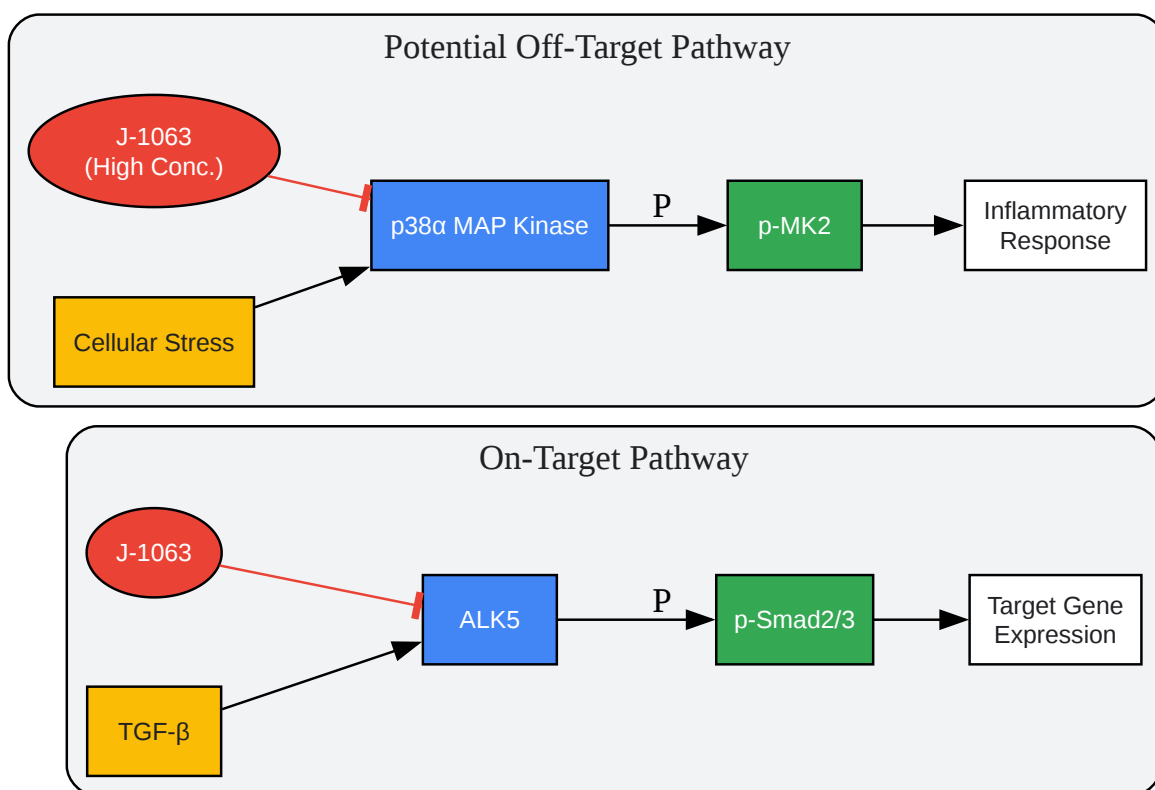 Potential Off-Target Pathway
J-1063
(High Conc.)
p38α MAP Kinase
P
p-MK2
Inflammatory
Response
Cellular Stress
On-Target Pathway
J-1063
ALK5
P
p-Smad2/3
Target Gene
Expression
TGF-β